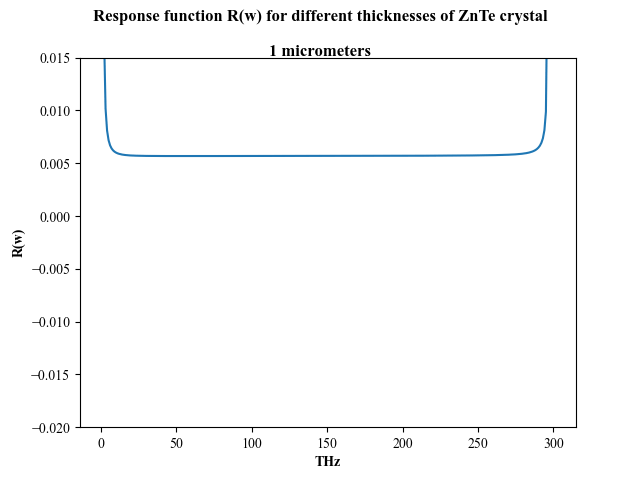 Response function R(w) for different thicknesses of ZnTe crystal
1 micrometers
0.015
0.010
0.005
0.000
−0.005
−0.010
−0.015
−0.020
R(w)
0 50 100 150 200 250 300
THz